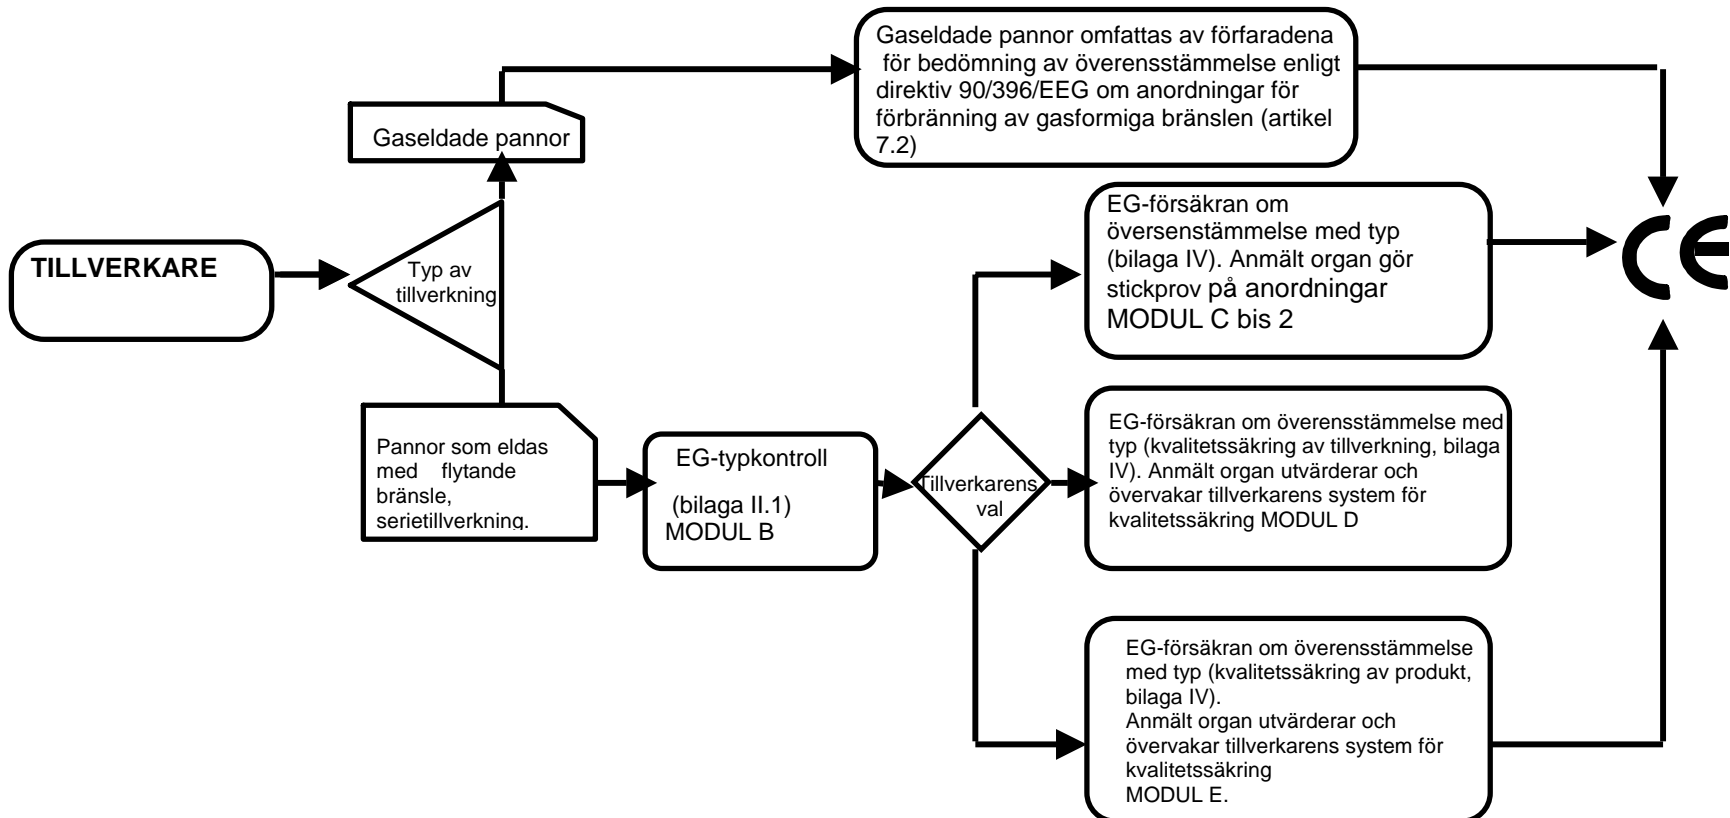 Gaseldade pannor omfattas av förfaradena
för bedömning av överensstämmelse enligt
direktiv 90/396/EEG om anordningar för
förbränning av gasformiga bränslen (artikel
7.2)
Gaseldade pannor
TILLVERKARE
Typ av
tillverkning
EG-försäkran om
översenstämmelse med typ
(bilaga IV). Anmält organ gör
stickprov på anordningar
MODUL C bis 2
CE
Pannor som eldas
med flytande
bränsle,
serietillverkning.
EG-typkontroll
(bilaga II.1)
MODUL B
Tillverkarens
val
EG-försäkran om överensstämmelse med
typ (kvalitetssäkring av tillverkning, bilaga
IV). Anmält organ utvärderar och
övervakar tillverkarens system för
kvalitetssäkring MODUL D
EG-försäkran om överensstämmelse
med typ (kvalitetssäkring av produkt,
bilaga IV).
Anmält organ utvärderar och
övervakar tillverkarens system för
kvalitetssäkring
MODUL E.